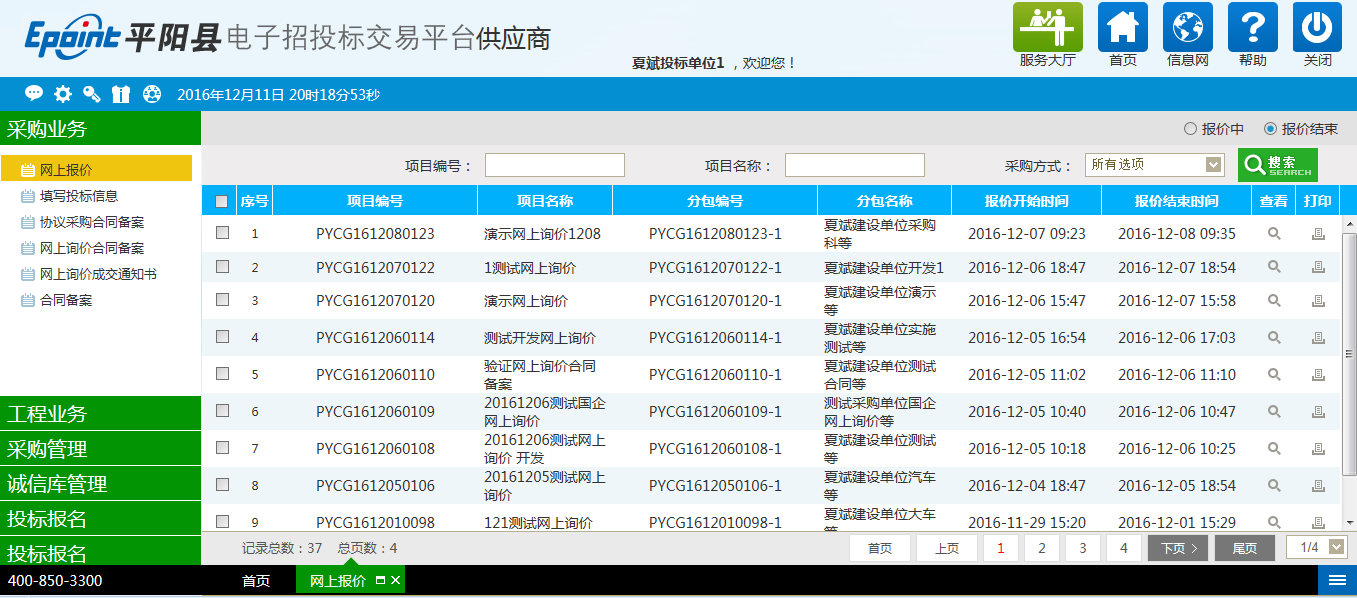 Epoint 平阳县 电子招投标交易平台供应商
夏斌投标单位1 ，欢迎您！
服务大厅 首页 信息网 帮助 关闭
2016年12月11日 20时18分53秒
采购业务
报价中 报价结束
网上报价
填写投标信息
协议采购合同备案
网上询价合同备案
网上询价成交通知书
合同备案
工程业务
采购管理
诚信库管理
投标报名
投标报名
项目编号： 项目名称： 采购方式： 所有选项 搜索 SEARCH
序号 项目编号 项目名称 分包编号 分包名称 报价开始时间 报价结束时间 查看 打印
1 PYCG1612080123 演示网上询价1208 PYCG1612080123-1 夏斌建设单位采购 2016-12-07 09:23 2016-12-08 09:35
科等
2 PYCG1612070122 1测试网上询价 PYCG1612070122-1 夏斌建设单位开发1 2016-12-06 18:47 2016-12-07 18:54
3 PYCG1612070120 演示网上询价 PYCG1612070120-1 夏斌建设单位演示 2016-12-06 15:47 2016-12-07 15:58
等
4 PYCG1612060114 测试开发网上询价 PYCG1612060114-1 夏斌建设单位实施 2016-12-05 16:54 2016-12-06 17:03
测试等
5 PYCG1612060110 验证网上询价合同 PYCG1612060110-1 夏斌建设单位测试 2016-12-05 11:02 2016-12-06 11:10
备案 合同等
6 PYCG1612060109 20161206测试国企 PYCG1612060109-1 测试采购单位国企 2016-12-05 10:40 2016-12-06 10:47
网上询价 网上询价等
7 PYCG1612060108 20161206测试网上 PYCG1612060108-1 夏斌建设单位测试 2016-12-05 10:18 2016-12-06 10:25
询价 开发 等
8 PYCG1612050106 20161205测试网上 PYCG1612050106-1 夏斌建设单位汽车 2016-12-04 18:47 2016-12-05 18:54
询价 等
9 PYCG1612010098 121测试网上询价 PYCG1612010098-1 夏斌建设单位大车 2016-11-29 15:20 2016-12-01 15:29
等
记录总数：37 总页数：4 首页 上页 1 2 3 4 下页 尾页 1/4
400-850-3300 首页 网上报价